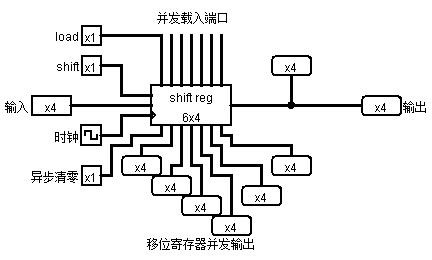 并发载入端口
load x1
shift x1
x4
shift reg
6x4
输入 x4
x4 输出
时钟
异步清零 x1
x4
x4
x4
x4
x4
x4
移位寄存器并发输出